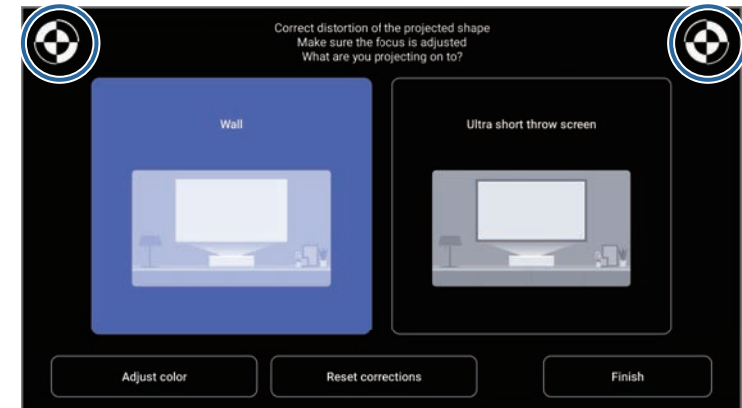 Correct distortion of the projected shape
Make sure the focus is adjusted
What are you projecting on to?
Wall
Ultra short throw screen
Adjust color
Reset corrections
Finish